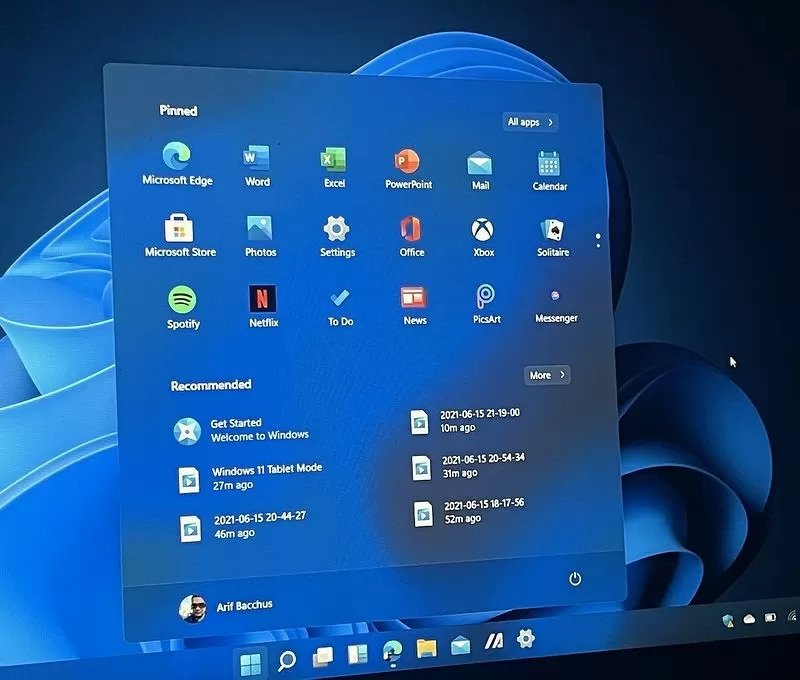 Pinned
All apps >
Microsoft Edge
Word
Excel
PowerPoint
Mail
Calendar
Microsoft Store
Photos
Settings
Office
Xbox
Solitaire
Spotify
Netflix
To Do
News
PicsArt
Messenger
Recommended
More >
Get Started
Welcome to Windows
2021-06-15 21-19-00
10m ago
Windows 11 Tablet Mode
27m ago
2021-06-15 20-54-34
31m ago
2021-06-15 20-44-27
46m ago
2021-06-15 18-17-56
52m ago
Arif Bacchus